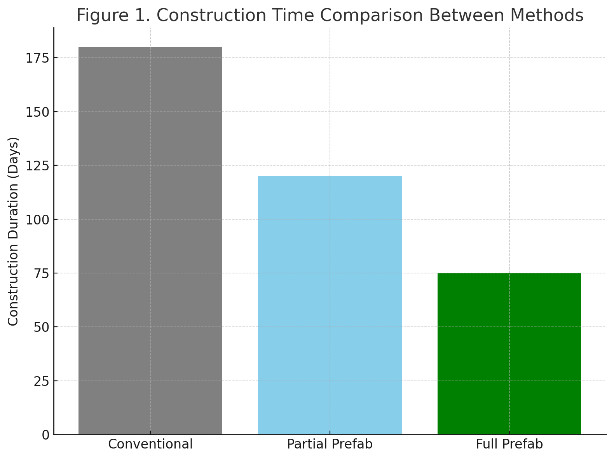 Figure 1. Construction Time Comparison Between Methods
Construction Duration (Days)
175
150
125
100
75
50
25
0
Conventional
Partial Prefab
Full Prefab